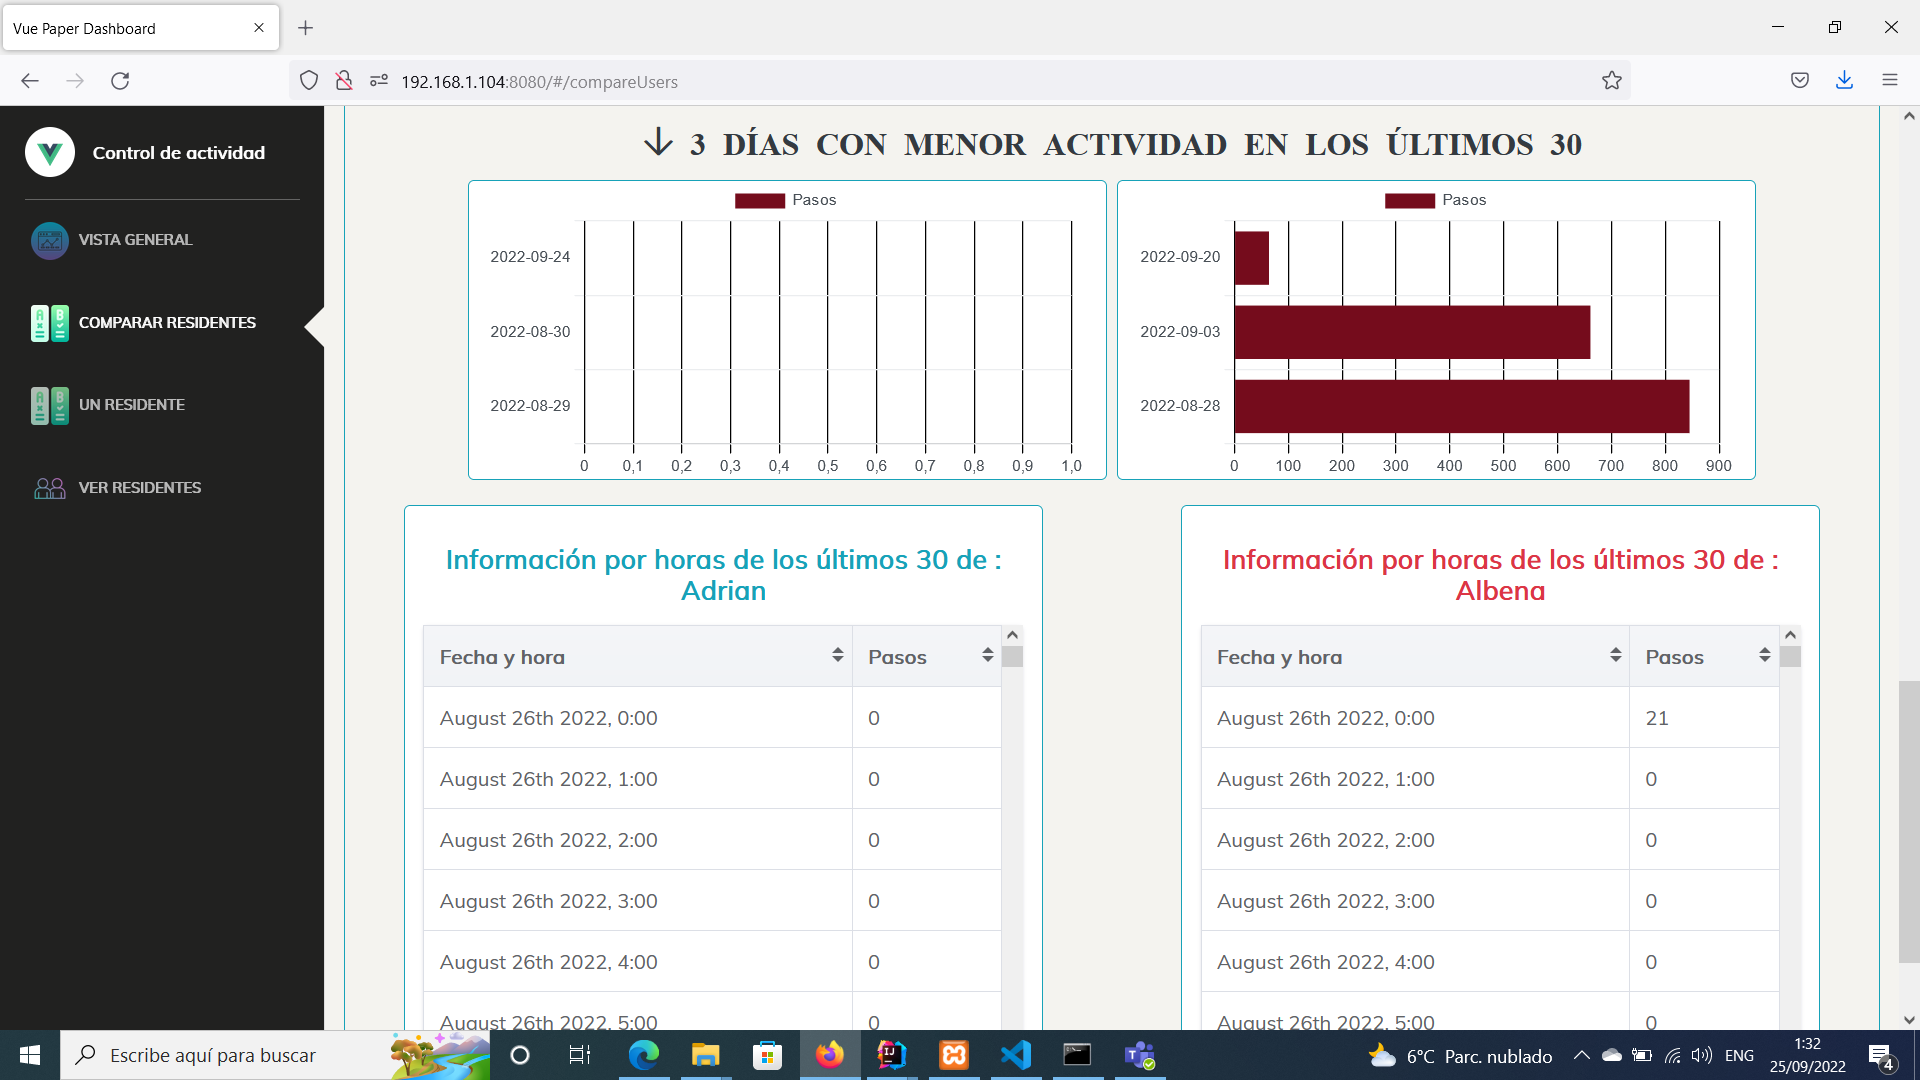 Vue Paper Dashboard
192.168.1.104:8080/#/compareUsers
Control de actividad
VISTA GENERAL
COMPARAR RESIDENTES
UN RESIDENTE
VER RESIDENTES
3 DÍAS CON MENOR ACTIVIDAD EN LOS ÚLTIMOS 30
Pasos
2022-09-24
2022-08-30
2022-08-29
0 0,1 0,2 0,3 0,4 0,5 0,6 0,7 0,8 0,9 1,0
Pasos
2022-09-20
2022-09-03
2022-08-28
0 100 200 300 400 500 600 700 800 900
Información por horas de los últimos 30 de :
Adrian
Fecha y hora Pasos
August 26th 2022, 0:00 0
August 26th 2022, 1:00 0
August 26th 2022, 2:00 0
August 26th 2022, 3:00 0
August 26th 2022, 4:00 0
August 26th 2022, 5:00 0
Información por horas de los últimos 30 de :
Albena
Fecha y hora Pasos
August 26th 2022, 0:00 21
August 26th 2022, 1:00 0
August 26th 2022, 2:00 0
August 26th 2022, 3:00 0
August 26th 2022, 4:00 0
August 26th 2022, 5:00 0
Escribe aquí para buscar
6°C Parc. nublado
ENG
1:32
25/09/2022
4